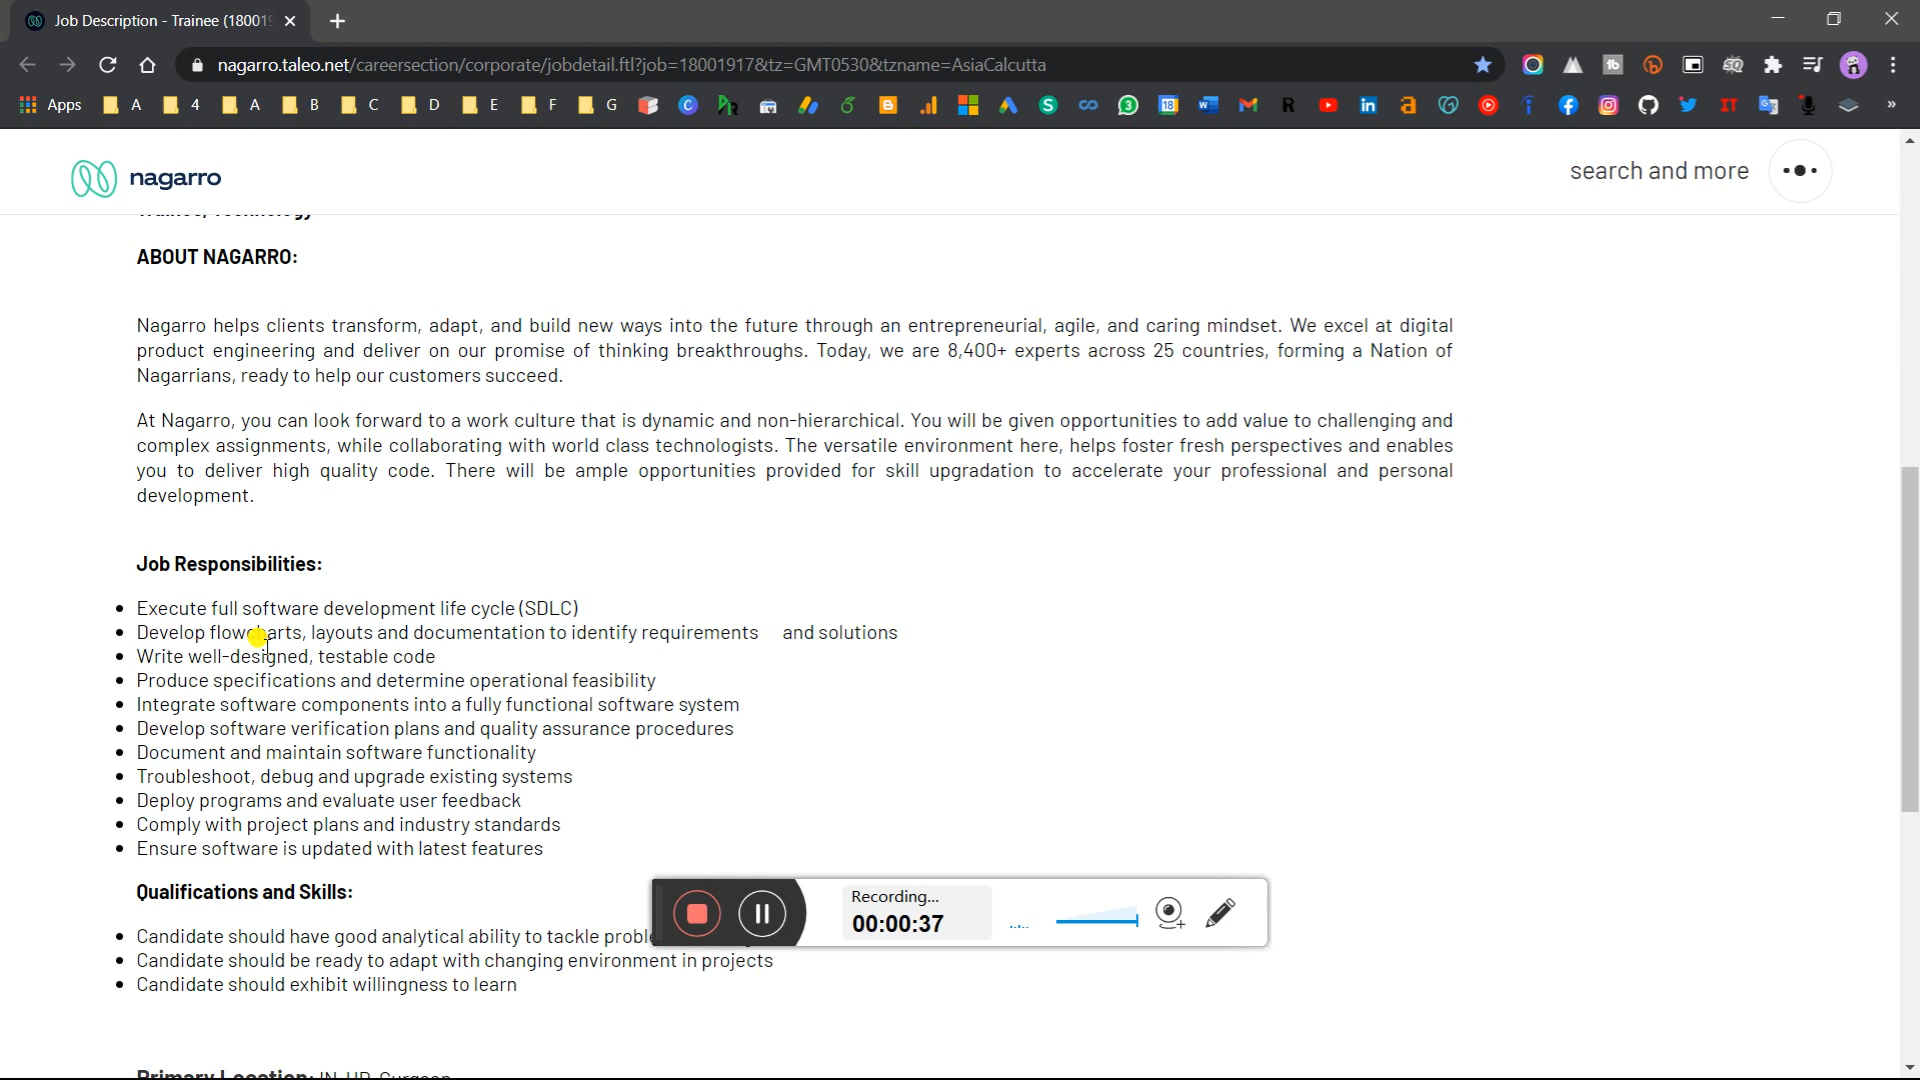 Job Description - Trainee (18001
nagarro.taleo.net/careersection/corporate/jobdetail.ftl?job=18001917&tz=GMT0530&tzname=AsiaCalcutta
Apps A 4 A B C D E F G
nagarro
search and more
ABOUT NAGARRO:
Nagarro helps clients transform, adapt, and build new ways into the future through an entrepreneurial, agile, and caring mindset. We excel at digital
product engineering and deliver on our promise of thinking breakthroughs. Today, we are 8,400+ experts across 25 countries, forming a Nation of
Nagarrians, ready to help our customers succeed.
At Nagarro, you can look forward to a work culture that is dynamic and non-hierarchical. You will be given opportunities to add value to challenging and
complex assignments, while collaborating with world class technologists. The versatile environment here, helps foster fresh perspectives and enables
you to deliver high quality code. There will be ample opportunities provided for skill upgradation to accelerate your professional and personal
development.
Job Responsibilities:
Execute full software development life cycle (SDLC)
Develop flowcharts, layouts and documentation to identify requirements and solutions
Write well-designed, testable code
Produce specifications and determine operational feasibility
Integrate software components into a fully functional software system
Develop software verification plans and quality assurance procedures
Document and maintain software functionality
Troubleshoot, debug and upgrade existing systems
Deploy programs and evaluate user feedback
Comply with project plans and industry standards
Ensure software is updated with latest features
Qualifications and Skills:
Recording...
00:00:37
Candidate should have good analytical ability to tackle
Candidate should be ready to adapt with changing environment in projects
Candidate should exhibit willingness to learn